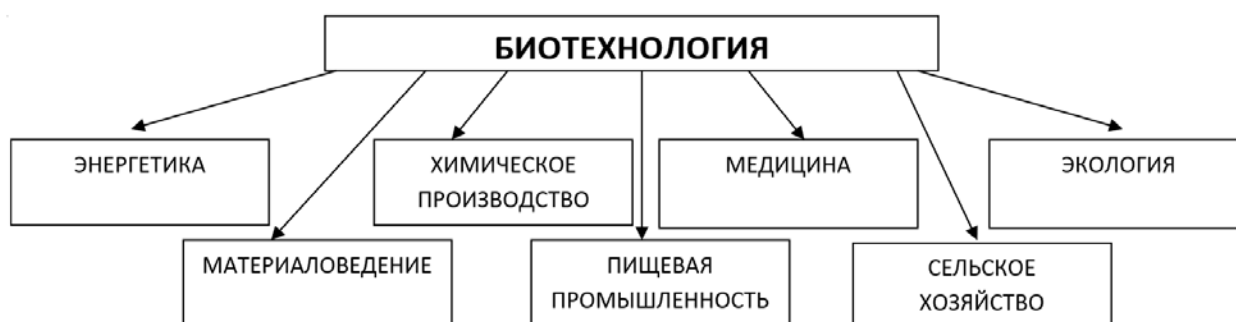 БИОТЕХНОЛОГИЯ
ЭНЕРГЕТИКА
ХИМИЧЕСКОЕ
ПРОИЗВОДСТВО
МЕДИЦИНА
ЭКОЛОГИЯ
МАТЕРИАЛОВЕДЕНИЕ
ПИЩЕВАЯ
ПРОМЫШЛЕННОСТЬ
СЕЛЬСКОЕ
ХОЗЯЙСТВО